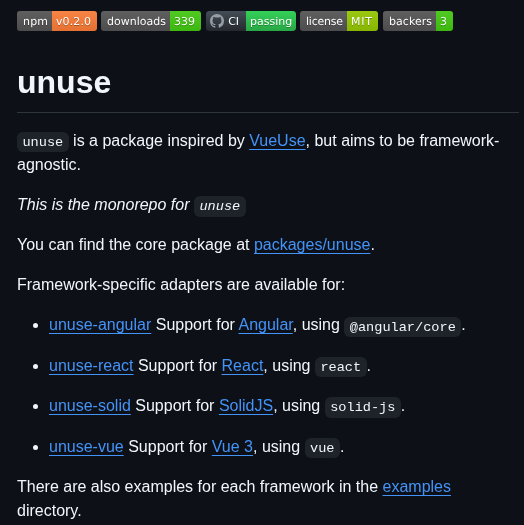 npm v0.2.0 downloads 339 CI passing license MIT backers 3
unuse
unuse is a package inspired by VueUse, but aims to be framework-
agnostic.
This is the monorepo for unuse
You can find the core package at packages/unuse.
Framework-specific adapters are available for:
• unuse-angular Support for Angular, using @angular/core.
• unuse-react Support for React, using react.
• unuse-solid Support for SolidJS, using solid-js.
• unuse-vue Support for Vue 3, using vue.
There are also examples for each framework in the examples
directory.